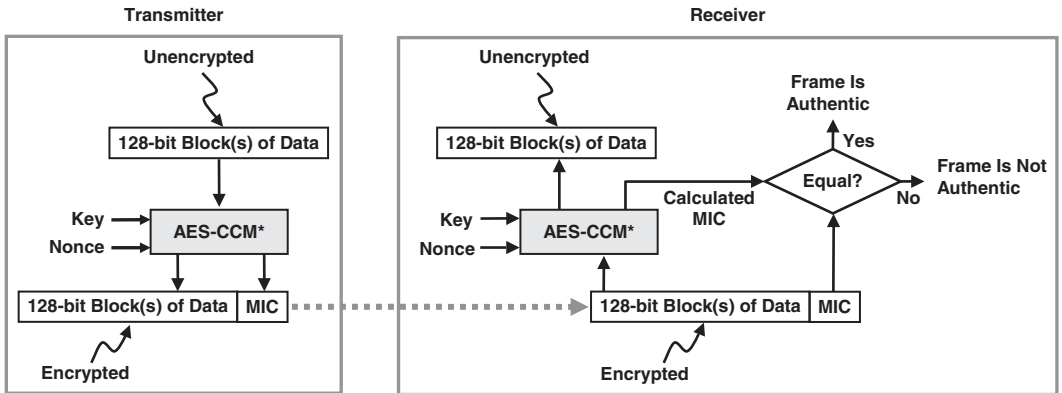 Transmitter
Unencrypted
128-bit Block(s) of Data
Key
Nonce
AES-CCM*
128-bit Block(s) of Data
MIC
Encrypted
Receiver
Unencrypted
128-bit Block(s) of Data
Key
Nonce
AES-CCM*
Calculated
MIC
Frame Is
Authentic
Yes
Equal?
No
Frame Is Not
Authentic
128-bit Block(s) of Data
MIC
Encrypted